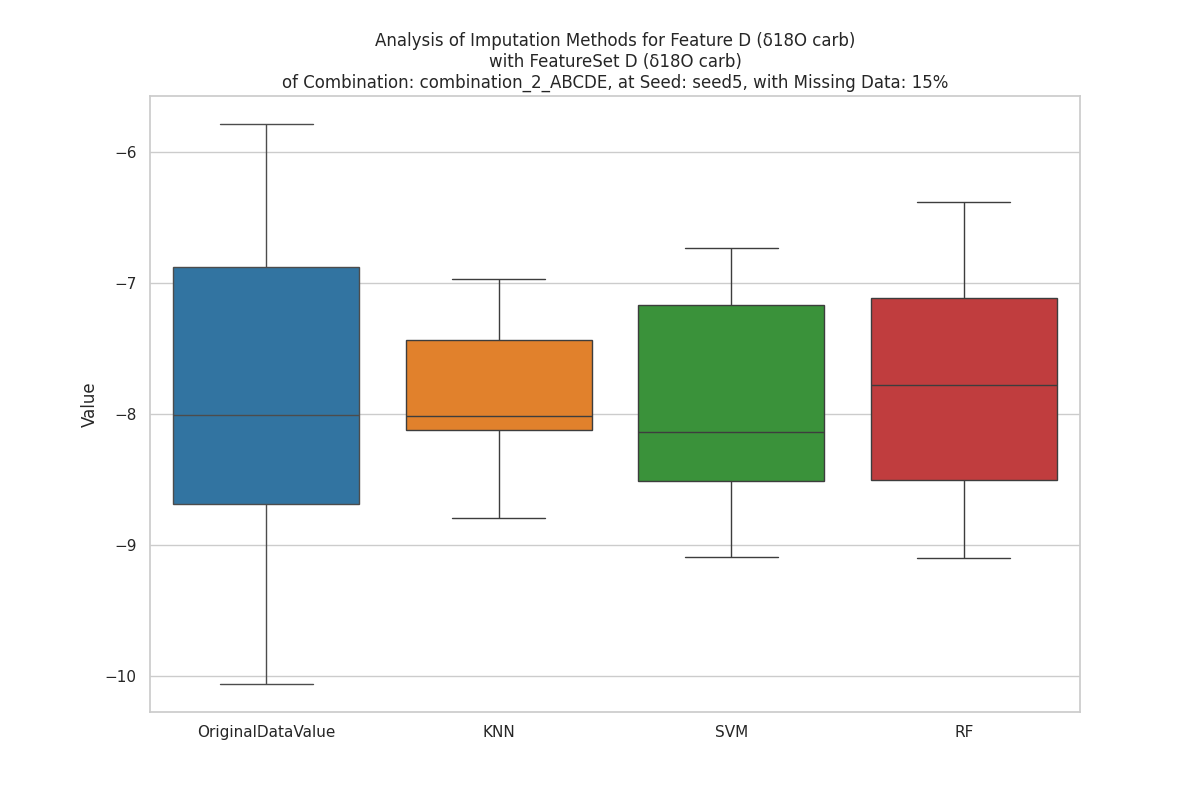 Analysis of Imputation Methods for Feature D (δ18O carb)
with FeatureSet D (δ18O carb)
of Combination: combination_2_ABCDE, at Seed: seed5, with Missing Data: 15%
Value
−6
−7
−8
−9
−10
OriginalDataValue
KNN
SVM
RF